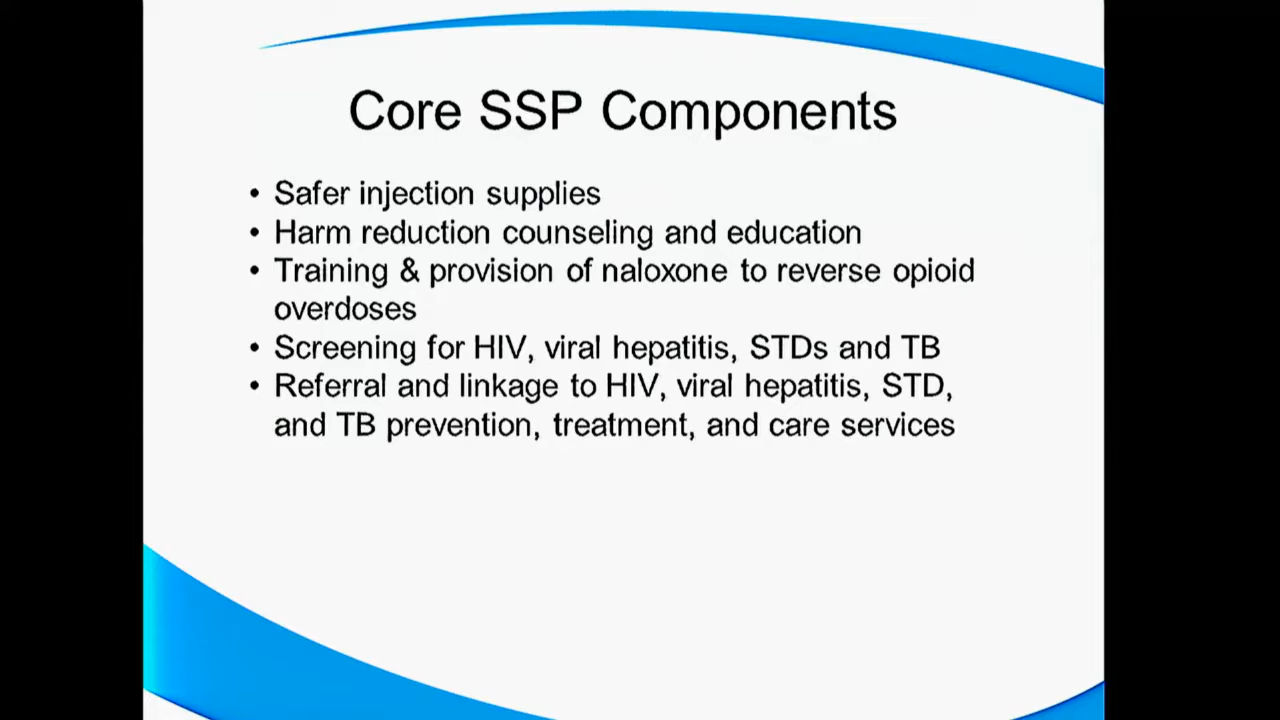 Core SSP Components
• Safer injection supplies
• Harm reduction counseling and education
• Training & provision of naloxone to reverse opioid
overdoses
• Screening for HIV, viral hepatitis, STDs and TB
• Referral and linkage to HIV, viral hepatitis, STD,
and TB prevention, treatment, and care services